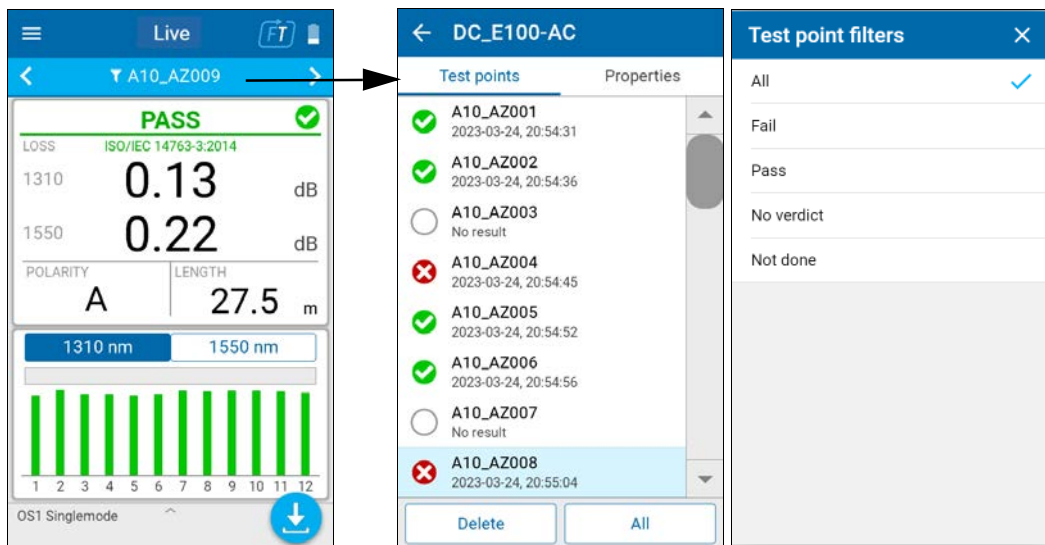 Live
FT
A10_AZ009
PASS
LOSS
ISO/IEC 14763-3:2014
1310
0.13
dB
1550
0.22
dB
POLARITY
LENGTH
A
27.5
m
1310 nm
1550 nm
1 2 3 4 5 6 7 8 9 10 11 12
OS1 Singlemode
DC_E100-AC
Test points
Properties
A10_AZ001
2023-03-24, 20:54:31
A10_AZ002
2023-03-24, 20:54:36
A10_AZ003
No result
A10_AZ004
2023-03-24, 20:54:45
A10_AZ005
2023-03-24, 20:54:52
A10_AZ006
2023-03-24, 20:54:56
A10_AZ007
No result
A10_AZ008
2023-03-24, 20:55:04
Delete
All
Test point filters
All
Fail
Pass
No verdict
Not done